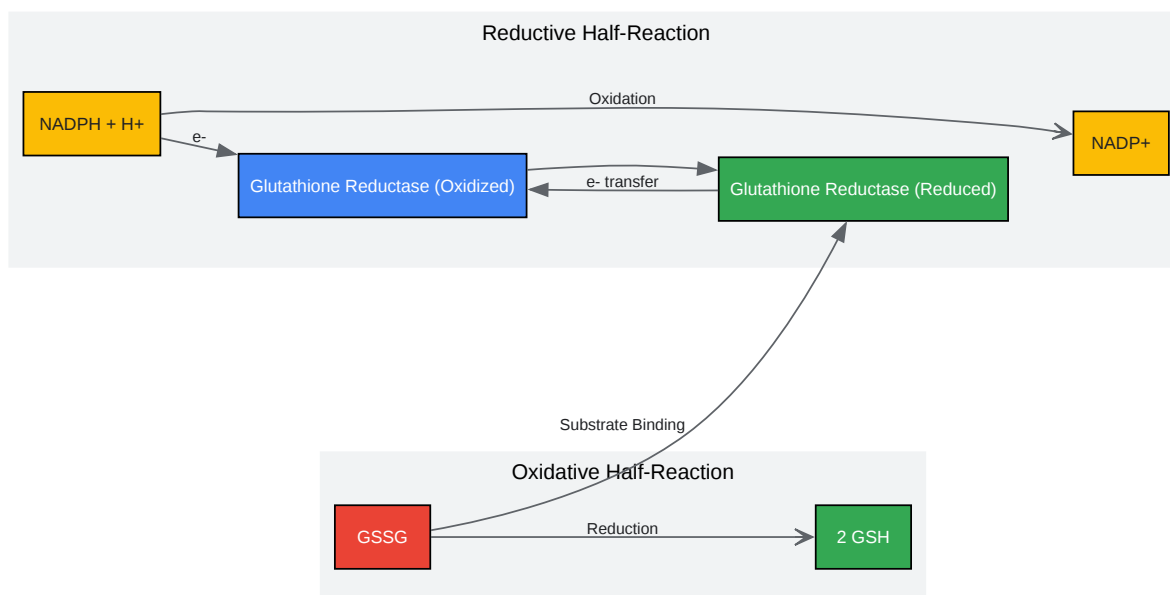 Reductive Half-Reaction
NADPH + H+
Oxidation
NADP+
e-
Glutathione Reductase (Oxidized)
e- transfer
Glutathione Reductase (Reduced)
Substrate Binding
Oxidative Half-Reaction
GSSG
Reduction
2 GSH